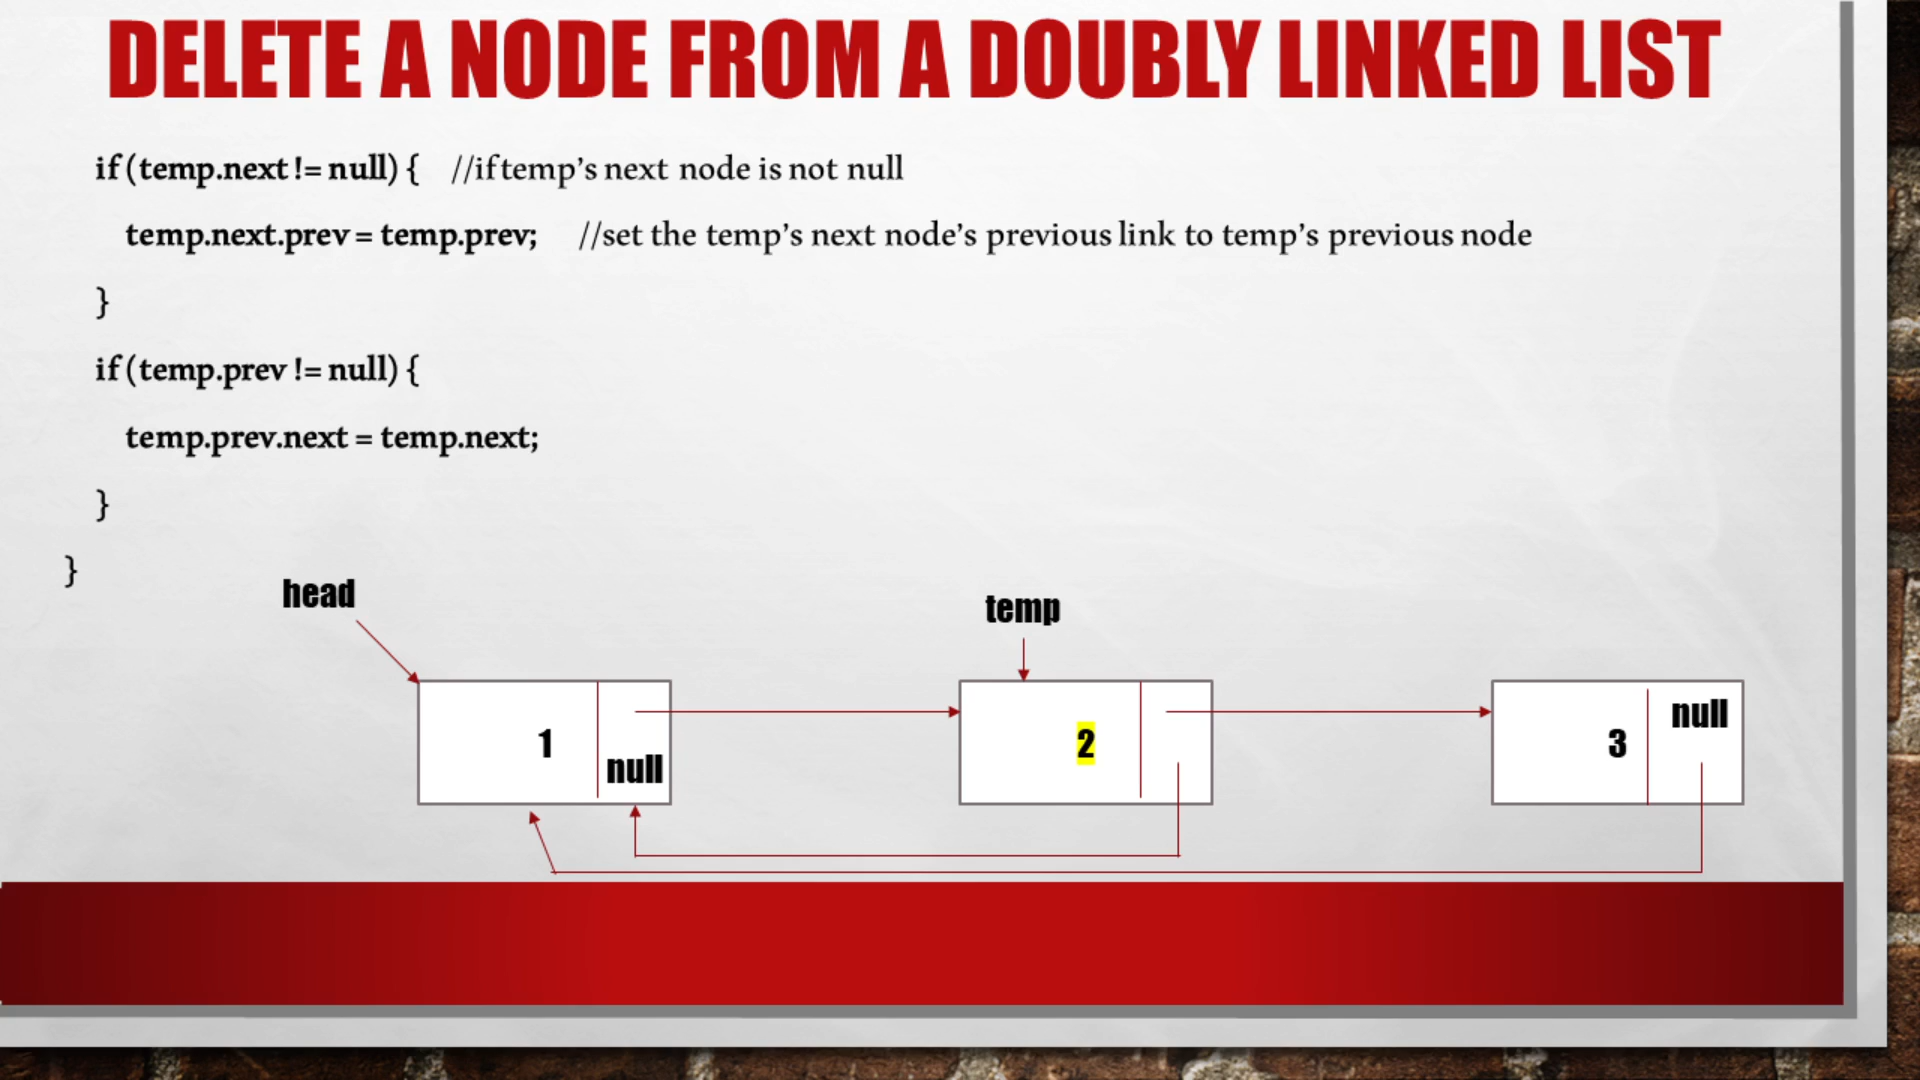 DELETE A NODE FROM A DOUBLY LINKED LIST
if (temp.next != null) { //if temp's next node is not null
temp.next.prev = temp.prev; //set the temp's next node's previous link to temp's previous node
}
if (temp.prev != null) {
temp.prev.next = temp.next;
}
}
head
temp
1
null
2
3
null